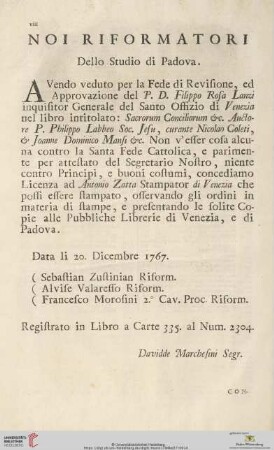 viii
NOI RIFORMATORI
Dello Studio di Padova.
AVendo veduto per la Fede di Revisione, ed
Approvazione del P. D. Filippo Rosa Lanzi
inquisitor Generale del Santo Offizio di Venezia
nel libro intitolato: Sacrorum Conciliorum &c. Aucto-
re P. Philippo Labbeo Soc. Jesu, curante Nicolao Coleti,
& Joanne Dominico Mansi &c. Non v'esser cosa alcu-
na contro la Santa Fede Cattolica, e parimen-
te per attestato del Segretario Nostro, niente
contro Principi, e buoni costumi, concediamo
Licenza ad Antonio Zatta Stampator di Venezia che
possi essere stampato, osservando gli ordini in
materia di stampe, e presentando le solite Co-
pie alle Pubbliche Librerie di Venezia, e di
Padova.
Data li 20. Dicembre 1767.
( Sebastian Zustinian Riform.
( Alvise Valaresso Riform.
( Francesco Morosini 2.° Cav. Proc Riform.
Registrato in Libro a Carte 335. al Num. 2304.
Davidde Marchesini Segr.
CON-
UNIVERSITÄTS-
BIBLIOTHEK
HEIDELBERG
© Universitätsbibliothek Heidelberg